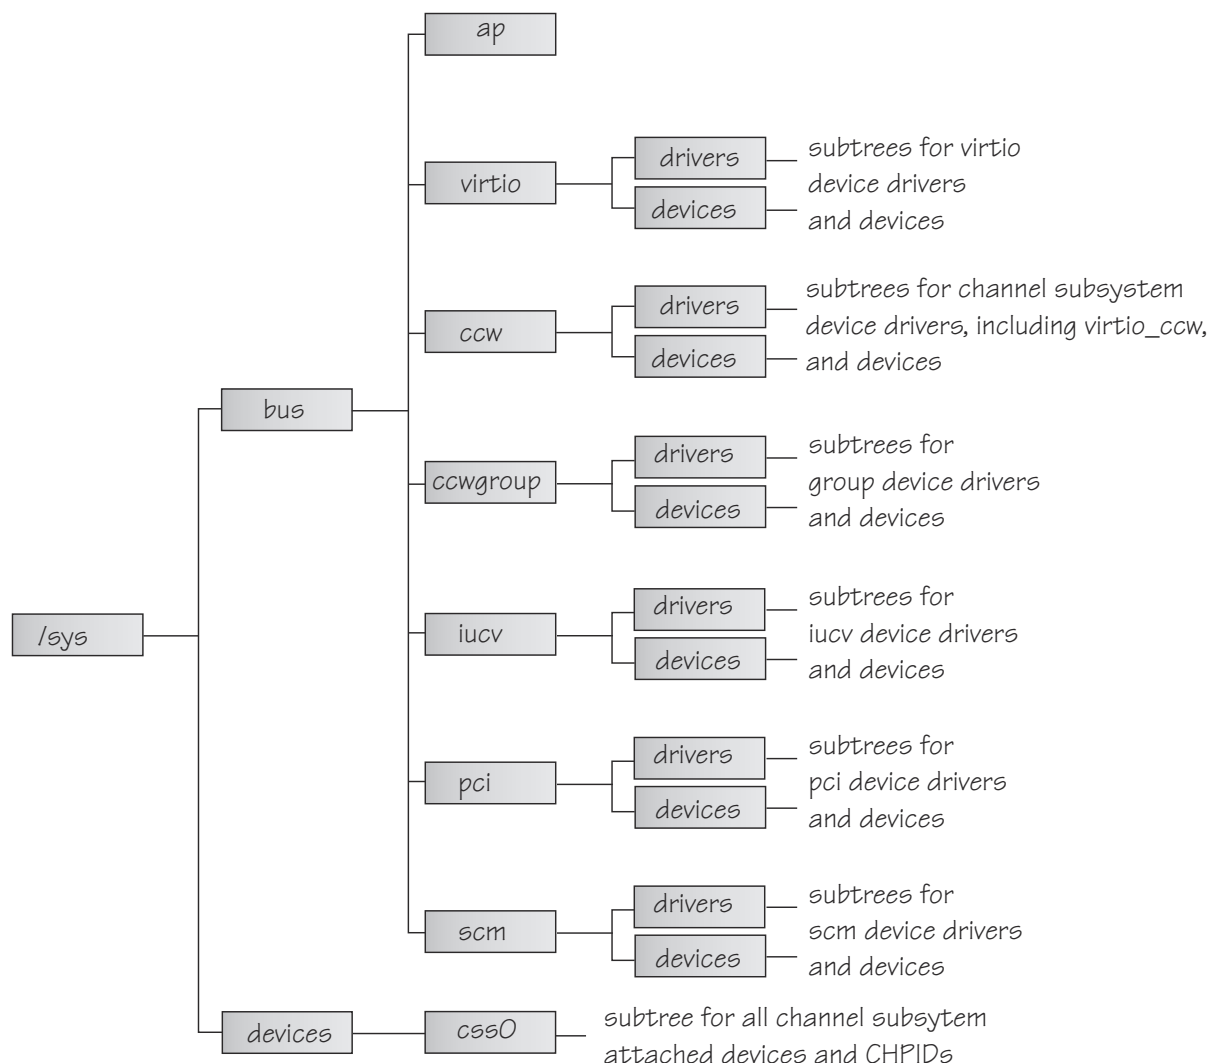 ap
virtio
drivers
devices
subtrees for virtio
device drivers
and devices
ccw
drivers
devices
subtrees for channel subsystem
device drivers, including virtio_ccw,
and devices
bus
ccwgroup
drivers
devices
subtrees for
group device drivers
and devices
/sys
iucv
drivers
devices
subtrees for
iucv device drivers
and devices
pci
drivers
devices
subtrees for
pci device drivers
and devices
scm
drivers
devices
subtrees for
scm device drivers
and devices
devices
css0
subtree for all channel subsytem
attached devices and CHPIDs